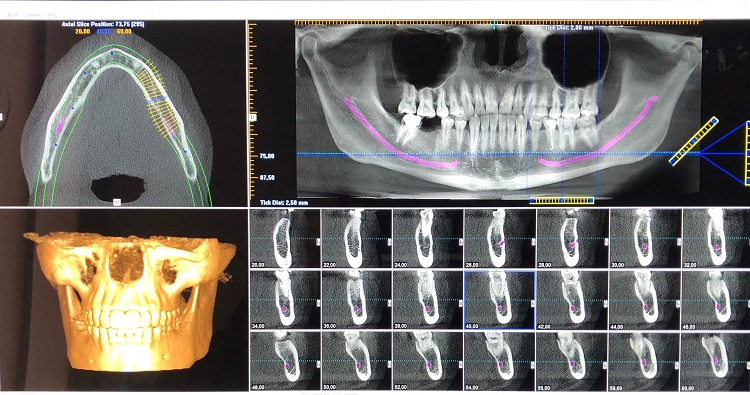 Axial Slice Position: 73,75 [295]
20,00 40,00 60,00
Tick Dist: 2,00 mm
75,00
87,50
Tick Dist: 2,50 mm
20,00 22,00 24,00 26,00 28,00 30,00 32,00
34,00 36,00 38,00 40,00 42,00 44,00 46,00
48,00 50,00 52,00 54,00 56,00 58,00 60,00